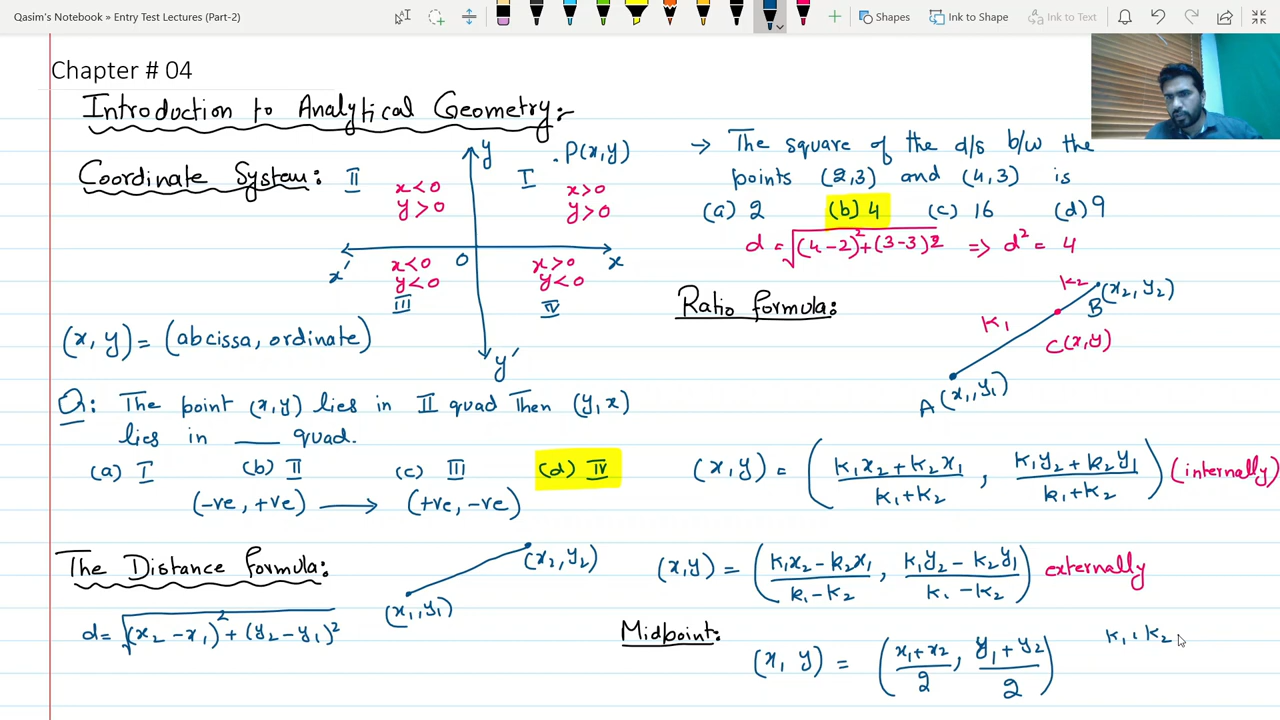 Qasim's Notebook » Entry Test Lectures (Part-2)
Shapes
Ink to Shape
Ink to Text
Chapter # 04
Introduction to Analytical Geometry:-
Coordinate System:
II
x<0
y>0
y
I
.P(x,y)
x>0
y>0
x'
0
x
x<0
y<0
III
x>0
y<0
IV
y'
(x, y) = (abcissa, ordinate)
Q: The point (x,y) lies in II quad Then (y,x)
lies in ___ quad.
(a) I (b) II (c) III (d) IV
(-ve, +ve) ⟶ (+ve, -ve)
The Distance formula:
(x₂, y₂)
(x₁, y₁)
d = √((x₂ - x₁)² + (y₂ - y₁)²)
→ The square of the d/s b/w the
points (2,3) and (4,3) is
(a) 2 (b) 4 (c) 16 (d) 9
d = √((4-2)² + (3-3)²) => d² = 4
Ratio formula:
K₂
B(x₂, y₂)
K₁
C(x,y)
A(x₁, y₁)
(x, y) = ((K₁x₂ + K₂x₁)/(K₁+K₂), (K₁y₂ + K₂y₁)/(K₁+K₂)) (internally)
(x,y) = ((K₁x₂ - K₂x₁)/(K₁-K₂), (K₁y₂ - K₂y₁)/(K₁-K₂)) externally
Midpoint:
(x, y) = ((x₁+x₂)/2, (y₁+y₂)/2)
K₁ : K₂